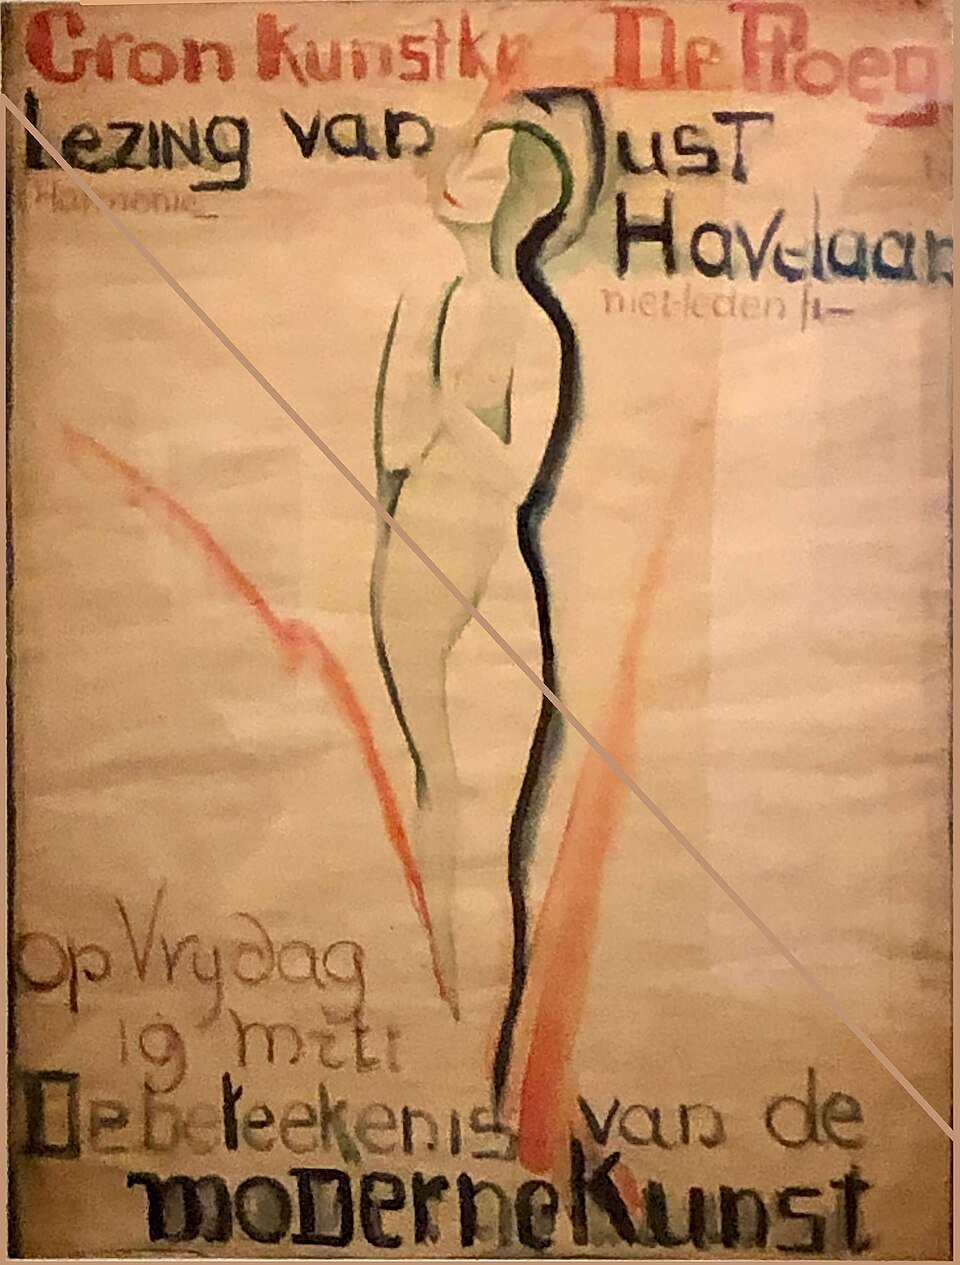 Gron Kunstkr De Ploeg
Lezing van Just
Harmonie
Havelaar
niet-leden f1-
op Vrydag
19 Mrt:
De beteekenis van de
moderne Kunst